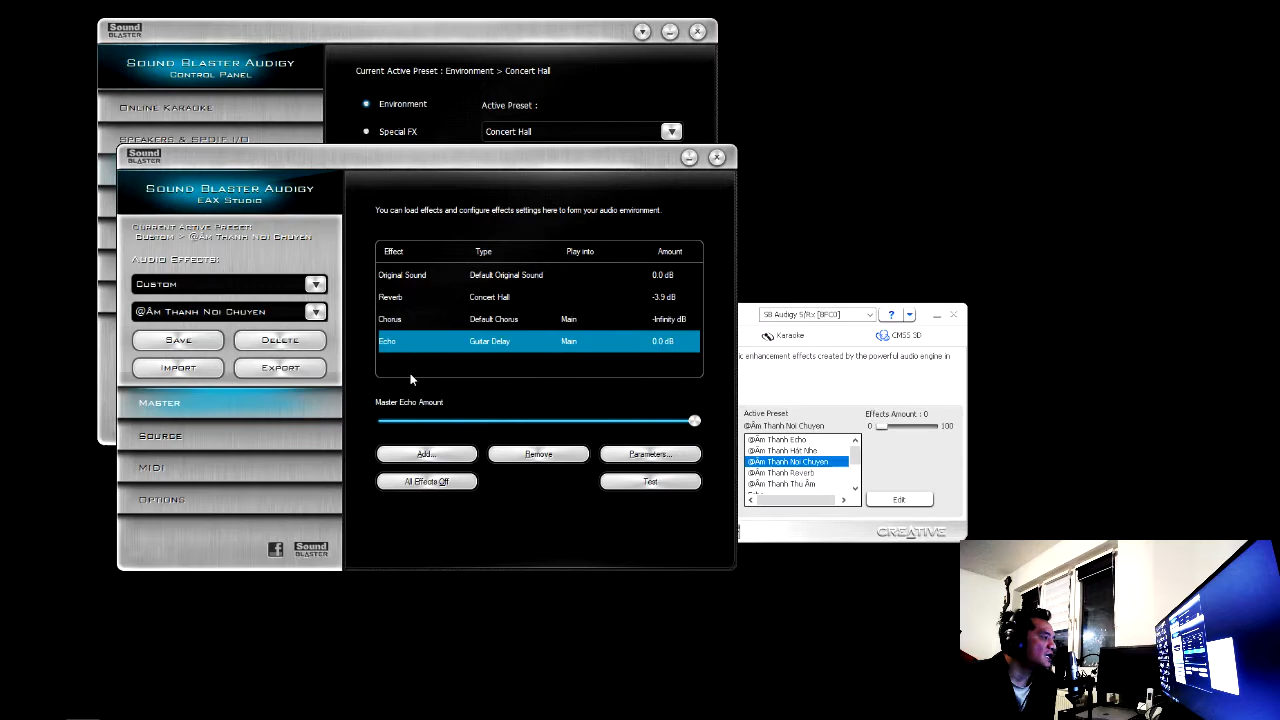 Sound BLASTER
SOUND BLASTER AUDIGY
CONTROL PANEL
ONLINE KARAOKE
SPEAKERS & SPDIF I/O
Current Active Preset : Environment > Concert Hall
Environment
Active Preset :
Special FX
Concert Hall
Sound BLASTER
SOUND BLASTER AUDIGY
EAX STUDIO
CURRENT ACTIVE PRESET:
CUSTOM > @ÂM THANH NOI CHUYEN
AUDIO EFFECTS:
CUSTOM
@ÂM THANH NOI CHUYEN
SAVE
DELETE
IMPORT
EXPORT
MASTER
SOURCE
MIDI
OPTIONS
Sound BLASTER
You can load effects and configure effects settings here to form your audio environment.
Effect Type Play into Amount
Original Sound Default Original Sound 0.0 dB
Reverb Concert Hall -3.9 dB
Chorus Default Chorus Main -Infinity dB
Echo Guitar Delay Main 0.0 dB
Master Echo Amount
Add... Remove Parameters...
All Effects Off Test
SB Audigy 5/Rx [BFC0]
?
Karaoke
CMSS 3D
c enhancement effects created by the powerful audio engine in
Active Preset
@Âm Thanh Noi Chuyen
Effects Amount : 0
0 100
@Âm Thanh Echo
@Âm Thanh Hát Nhe
@Âm Thanh Noi Chuyen
@Âm Thanh Reverb
@Âm Thanh Thu Âm
Edit
CREATIVE